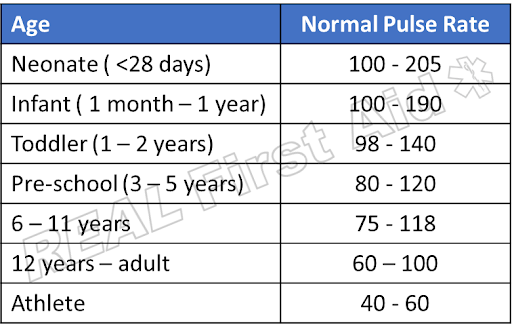 Age Normal Pulse Rate
Neonate ( <28 days) 100 - 205
Infant ( 1 month – 1 year) 100 - 190
Toddler (1 – 2 years) 98 - 140
Pre-school (3 – 5 years) 80 - 120
6 – 11 years 75 - 118
12 years – adult 60 – 100
Athlete 40 - 60
REAL First Aid